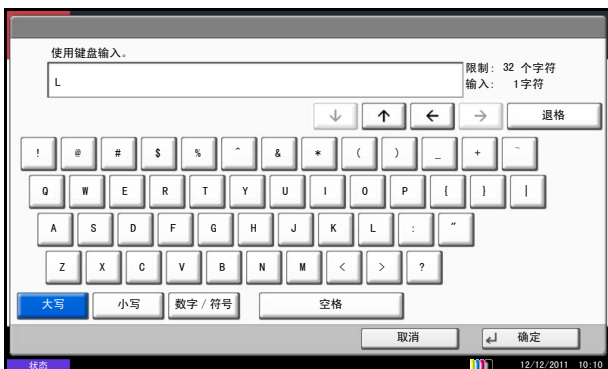 使用键盘输入。
限制: 32 个字符
L
输入: 1字符
↓ ↑ ← → 退格
! @ # $ % ^ & * ( ) _ + ~
Q W E R T Y U I O P { } |
A S D F G H J K L : "
Z X C V B N M < > ?
大写 小写 数字 / 符号 空格
取消 确定
状态 12/12/2011 10:10